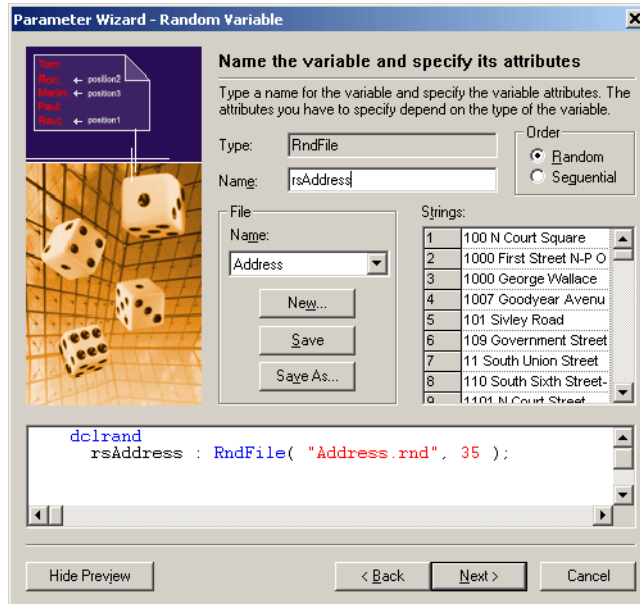 Parameter Wizard - Random Variable
Tom:
Ron: ← position2
Martin: ← position3
Paul:
Raul: ← position1
Name the variable and specify its attributes
Type a name for the variable and specify the variable attributes. The
attributes you have to specify depend on the type of the variable.
Type: RndFile
Name: rsAddress
Order
Random
Sequential
File
Name:
Address
New...
Save
Save As...
Strings:
1 100 N Court Square
2 1000 First Street N-P O
3 1000 George Wallace
4 1007 Goodyear Avenu
5 101 Sivley Road
6 109 Government Street
7 11 South Union Street
8 110 South Sixth Street-
9 1101 N Court Street
dclrand
rsAddress : RndFile( "Address.rnd", 35 );
Hide Preview
< Back
Next >
Cancel